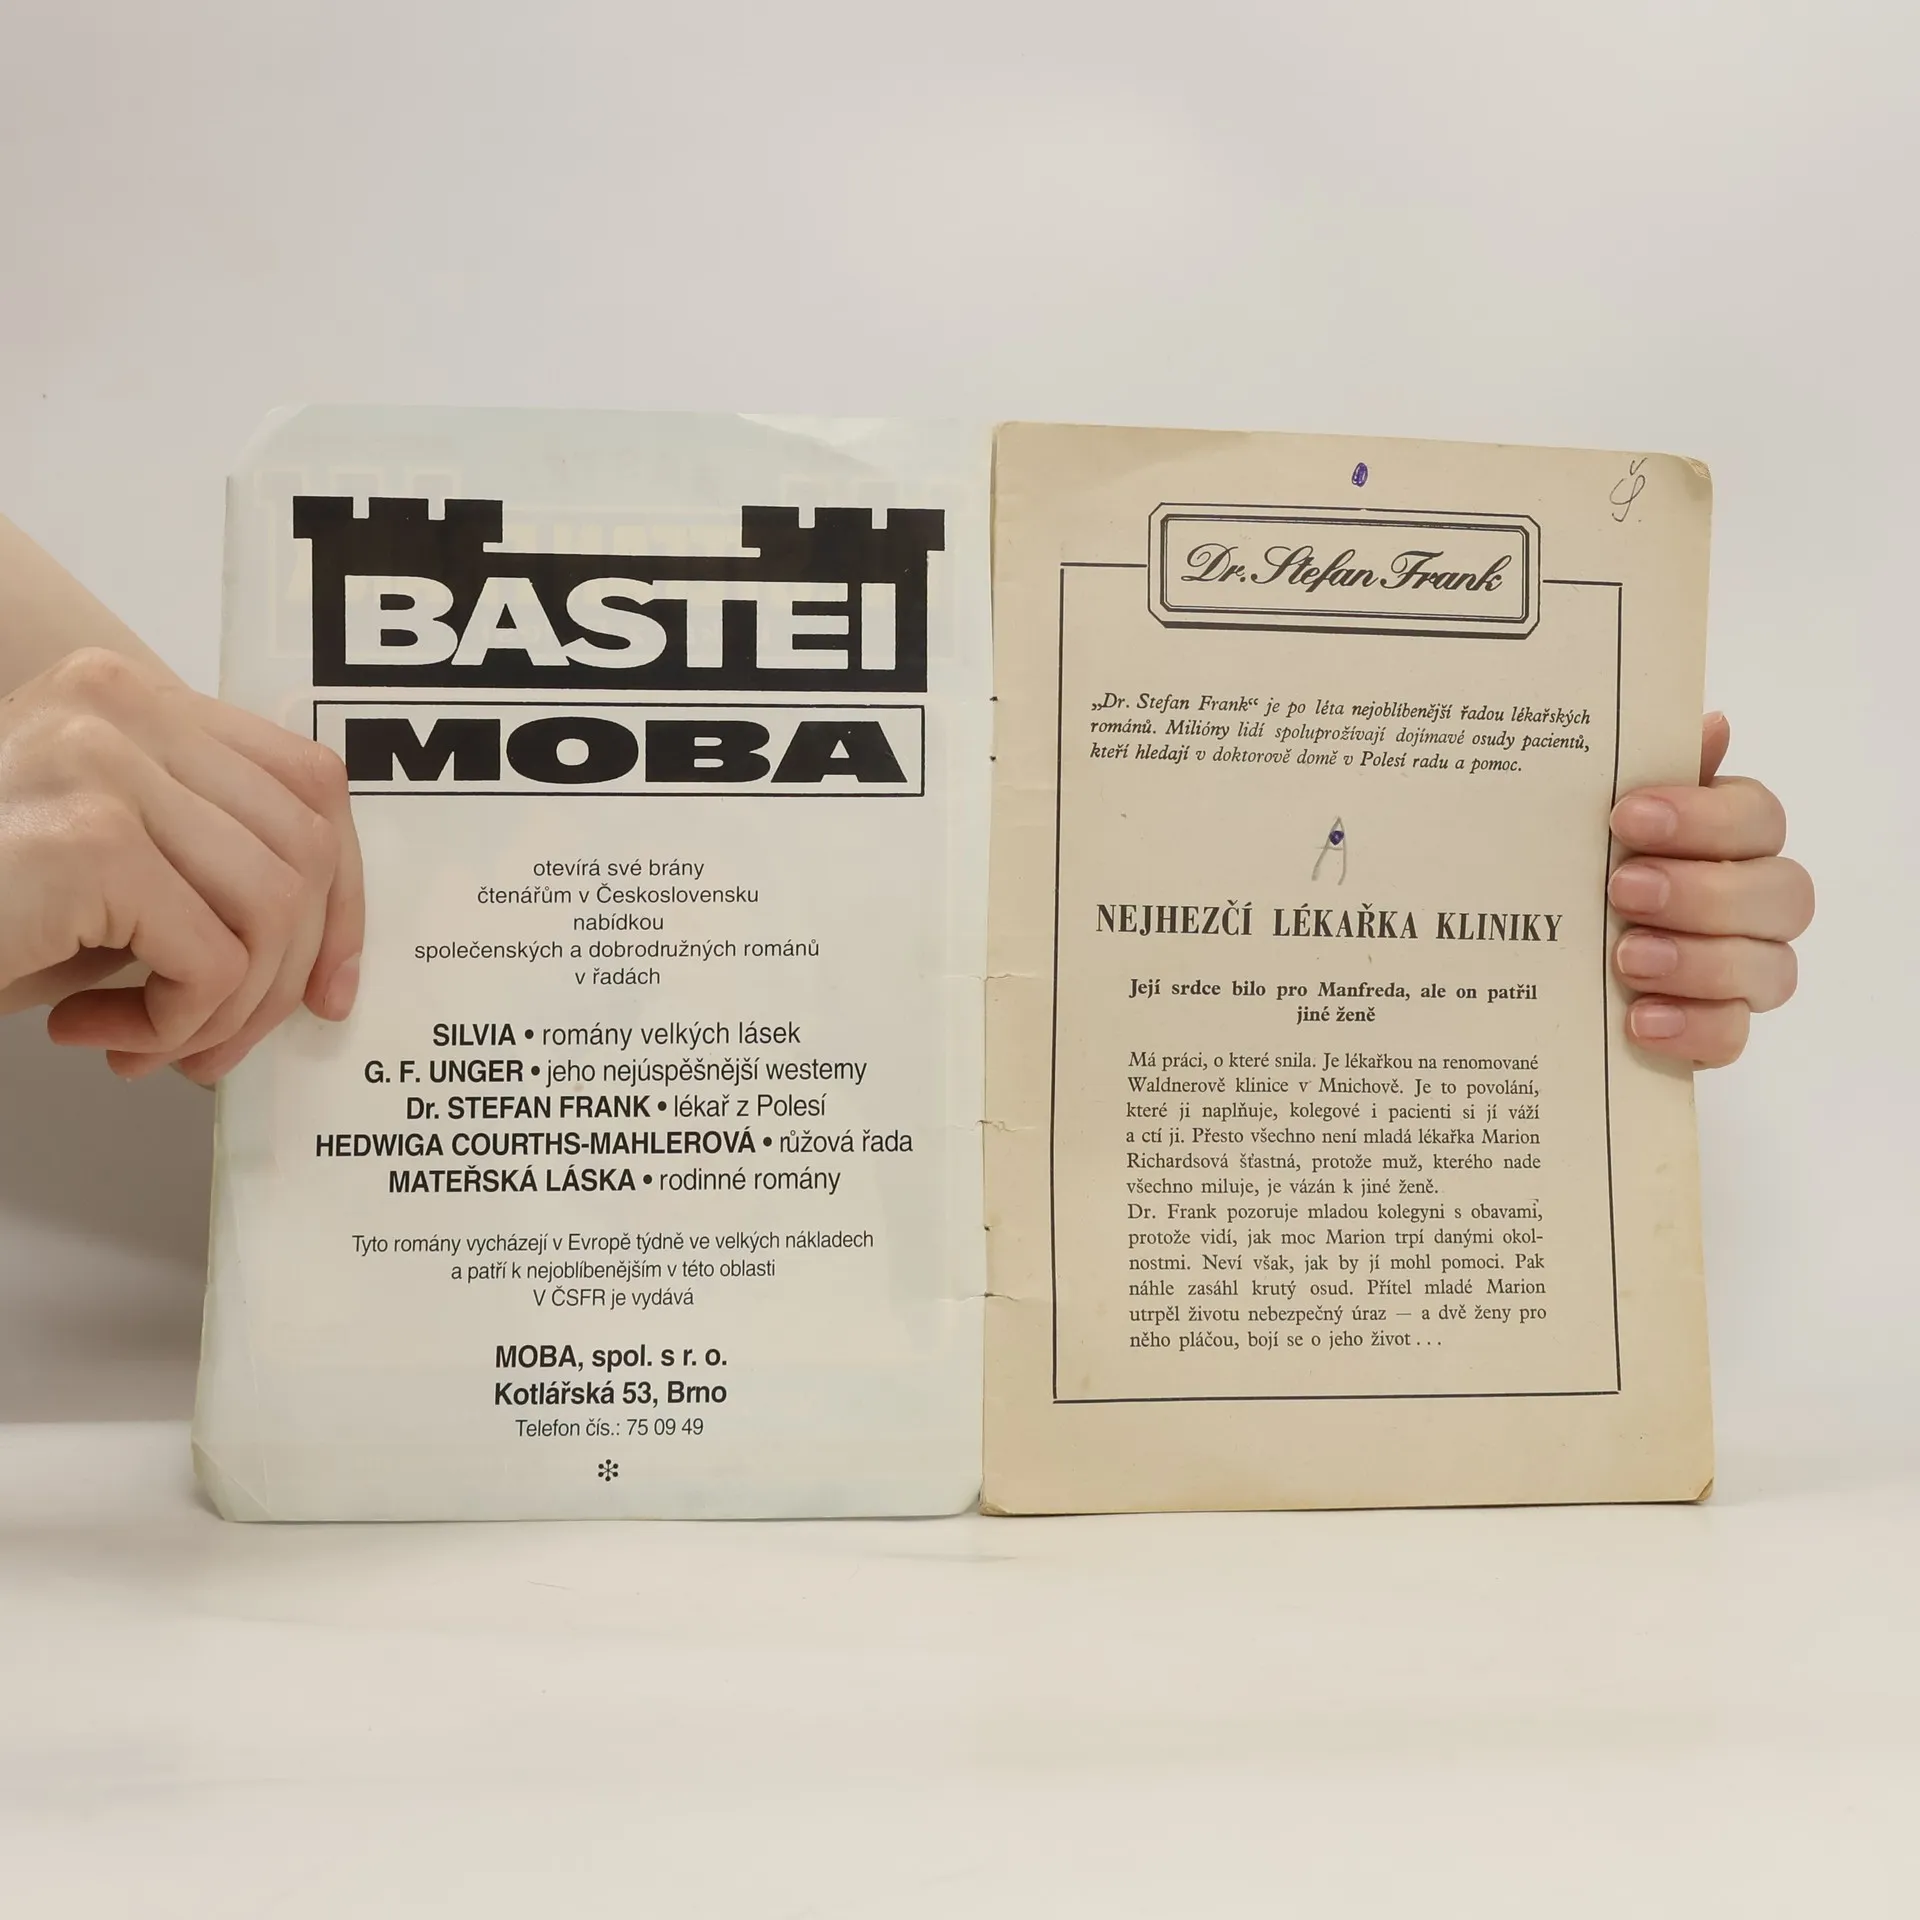 BASTEI
MOBA
otevírá své brány
čtenářům v Československu
nabídkou
společenských a dobrodružných románů
v řadách
SILVIA • romány velkých lásek
G. F. UNGER • jeho nejúspěšnější westerny
Dr. STEFAN FRANK • lékař z Polesí
HEDWIGA COURTHS-MAHLEROVÁ • růžová řada
MATEŘSKÁ LÁSKA • rodinné romány
Tyto romány vycházejí v Evropě týdně ve velkých nákladech
a patří k nejoblíbenějším v této oblasti
V ČSFR je vydává
MOBA, spol. s r. o.
Kotlářská 53, Brno
Telefon čís.: 75 09 49
Š.
Dr. Stefan Frank
„Dr. Stefan Frank“ je po léta nejoblíbenější řadou lékařských
románů. Milióny lidí spoluprožívají dojímavé osudy pacientů,
kteří hledají v doktorově domě v Polesí radu a pomoc.
A
NEJHEZČÍ LÉKAŘKA KLINIKY
Její srdce bilo pro Manfreda, ale on patřil
jiné ženě
Má práci, o které snila. Je lékařkou na renomované
Waldnerově klinice v Mnichově. Je to povolání,
které ji naplňuje, kolegové i pacienti si jí váží
a ctí ji. Přesto všechno není mladá lékařka Marion
Richardsová šťastná, protože muž, kterého nade
všechno miluje, je vázán k jiné ženě.
Dr. Frank pozoruje mladou kolegyni s obavami,
protože vidí, jak moc Marion trpí danými okol-
nostmi. Neví však, jak by jí mohl pomoci. Pak
náhle zasáhl krutý osud. Přítel mladé Marion
utrpěl životu nebezpečný úraz — a dvě ženy pro
něho pláčou, bojí se o jeho život . . .